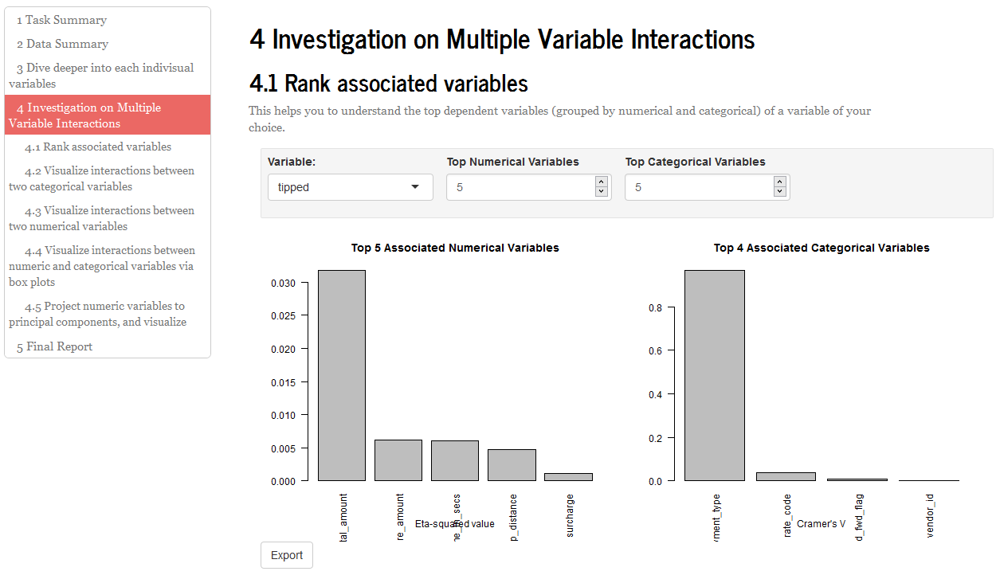 1 Task Summary
2 Data Summary
3 Dive deeper into each indivisual
variables
4 Investigation on Multiple
Variable Interactions
4.1 Rank associated variables
4.2 Visualize interactions between
two categorical variables
4.3 Visualize interactions between
two numerical variables
4.4 Visualize interactions between
numeric and categorical variables via
box plots
4.5 Project numeric variables to
principal components, and visualize
5 Final Report
4 Investigation on Multiple Variable Interactions
4.1 Rank associated variables
This helps you to understand the top dependent variables (grouped by numerical and categorical) of a variable of your
choice.
Variable: Top Numerical Variables Top Categorical Variables
tipped 5 5
Top 5 Associated Numerical Variables
0.030
0.025
0.020
0.015
0.010
0.005
0.000
tal_amount
re_amount
ne_in_secs
p_distance
surcharge
Eta-squared value
Top 4 Associated Categorical Variables
0.8
0.6
0.4
0.2
0.0
yment_type
rate_code
d_fwd_flag
vendor_id
Cramer's V
Export